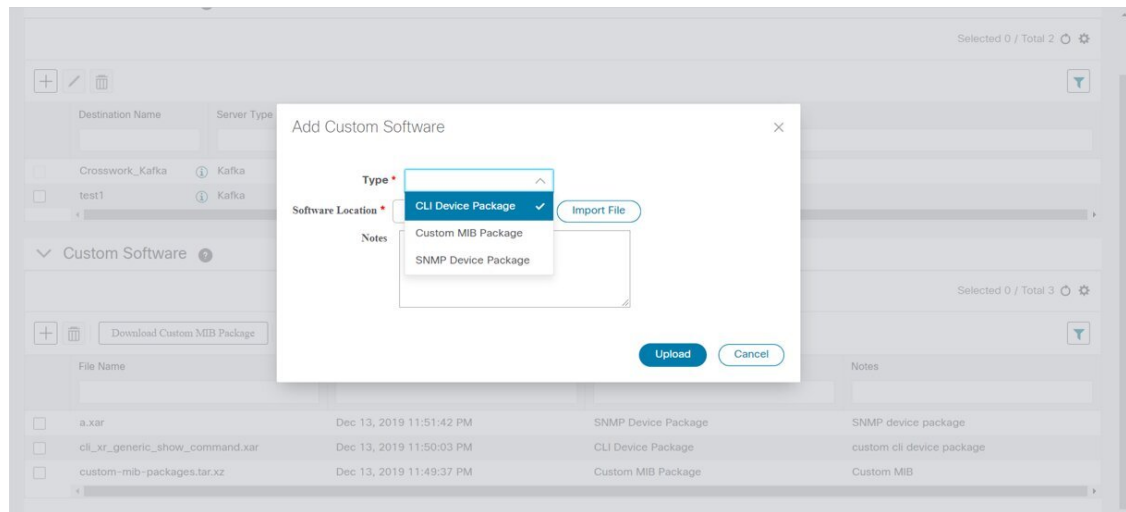 Selected 0 / Total 2
Destination Name Server Type
Crosswork_Kafka Kafka
test1 Kafka
Add Custom Software
Type *
CLI Device Package
Custom MIB Package
SNMP Device Package
Software Location * Import File
Notes
Upload Cancel
Custom Software
Selected 0 / Total 3
Download Custom MIB Package
File Name Notes
a.xar Dec 13, 2019 11:51:42 PM SNMP Device Package SNMP device package
cli_xr_generic_show_command.xar Dec 13, 2019 11:50:03 PM CLI Device Package custom cli device package
custom-mib-packages.tar.xz Dec 13, 2019 11:49:37 PM Custom MIB Package Custom MIB